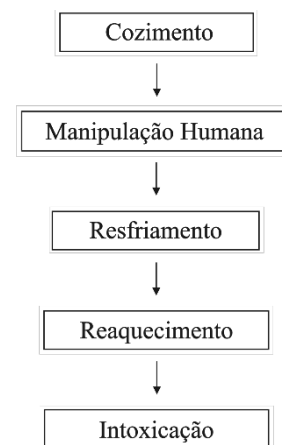 Cozimento
Manipulação Humana
Resfriamento
Reaquecimento
Intoxicação